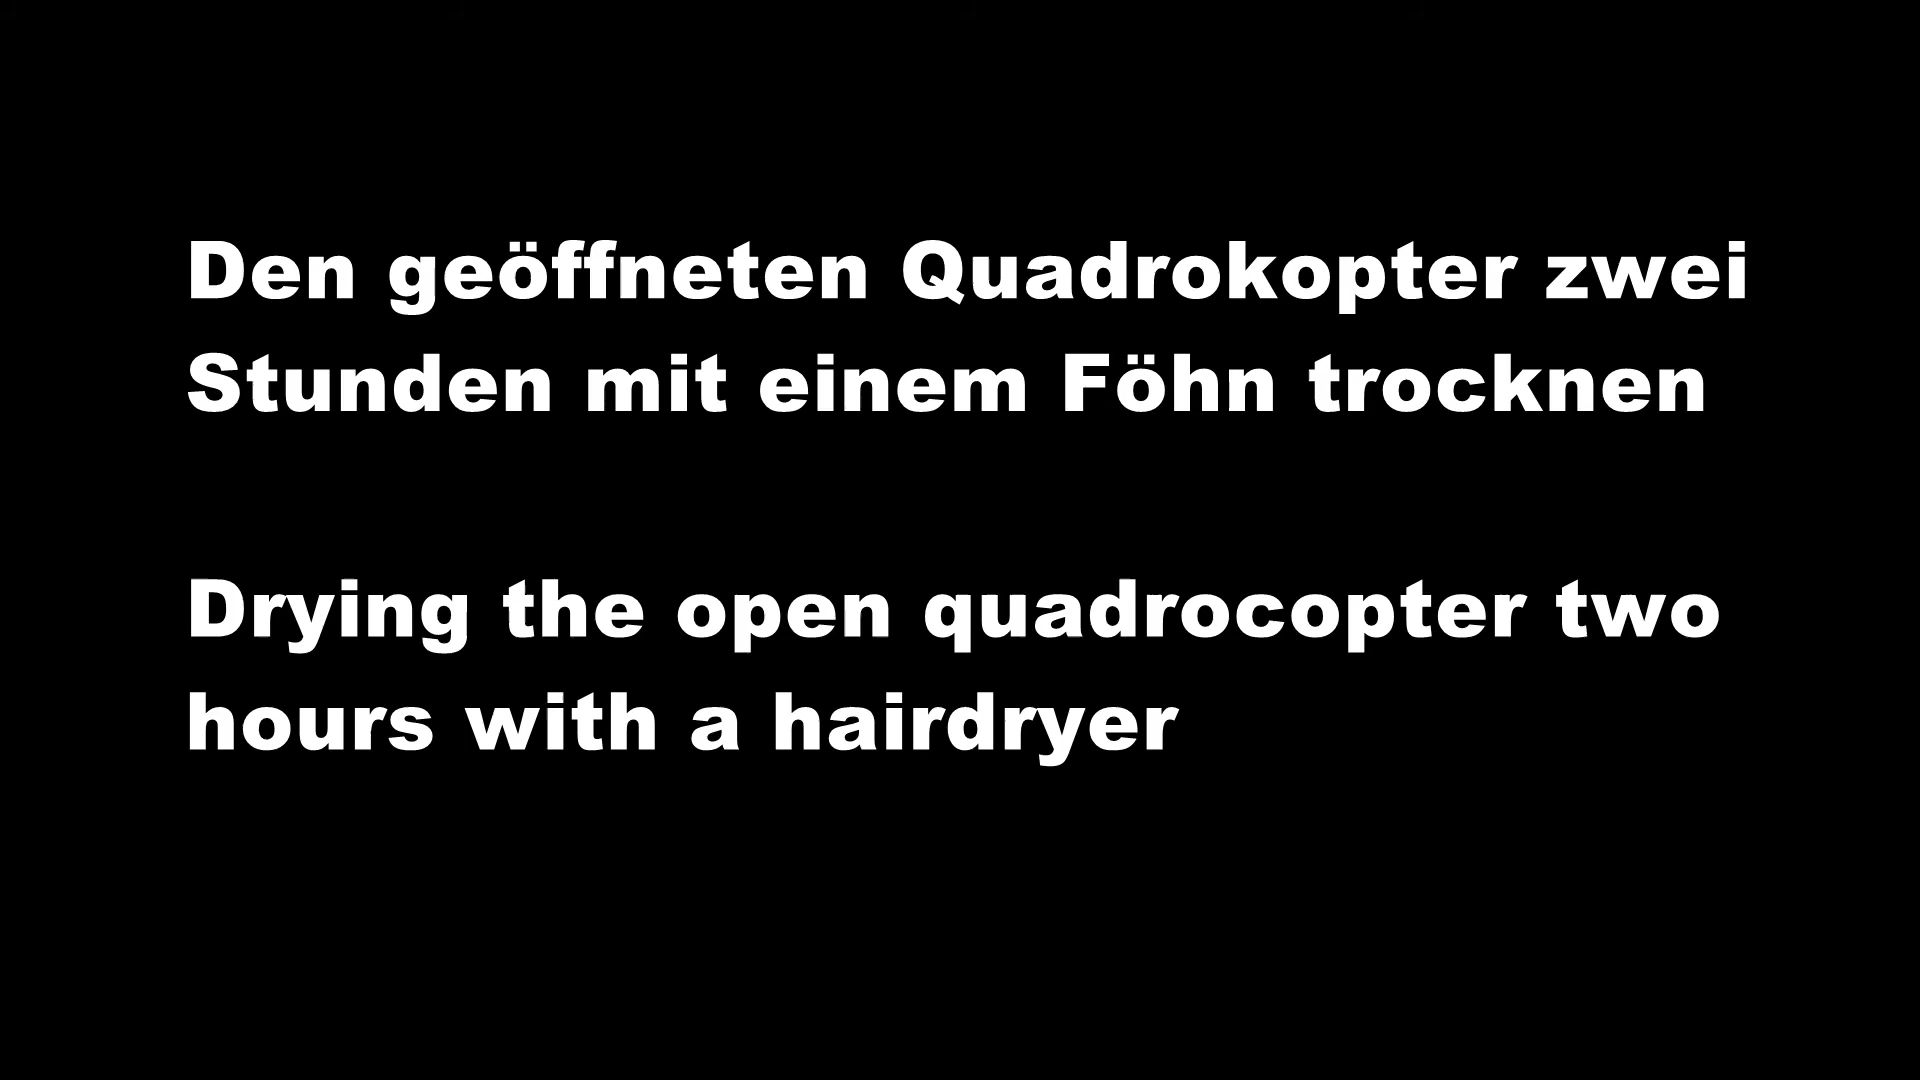 Den geöffneten Quadrokopter zwei
Stunden mit einem Föhn trocknen
Drying the open quadrocopter two
hours with a hairdryer